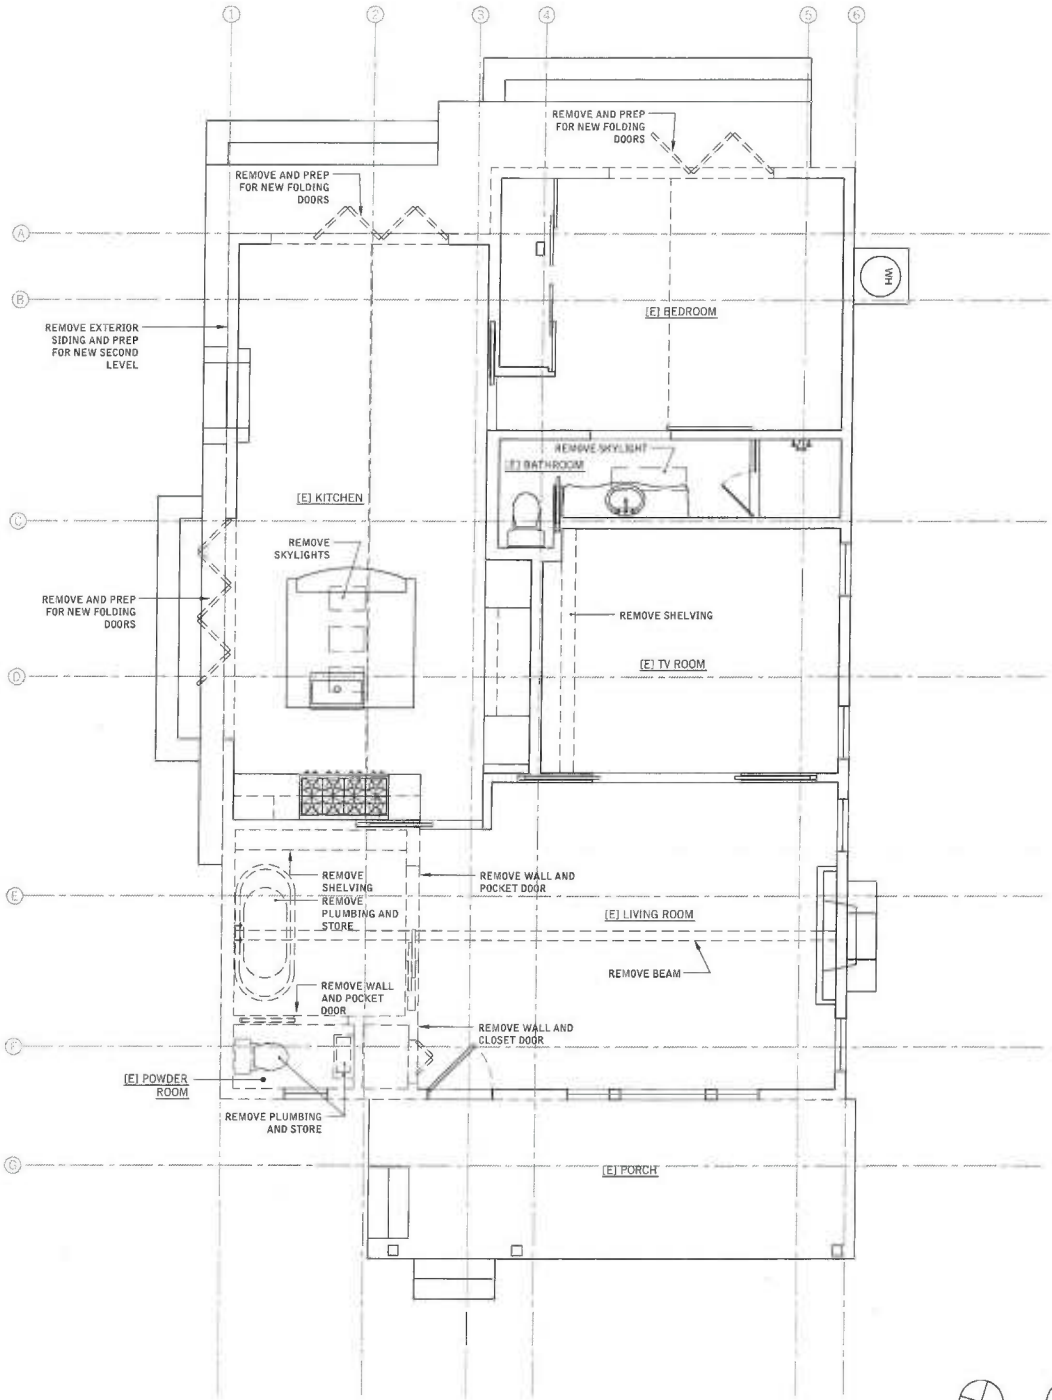 1
2
3
4
5
6
REMOVE AND PREP
FOR NEW FOLDING
DOORS
REMOVE AND PREP
FOR NEW FOLDING
DOORS
A
WH
B
[E] BEDROOM
REMOVE EXTERIOR
SIDING AND PREP
FOR NEW SECOND
LEVEL
REMOVE SKYLIGHT
[E] BATHROOM
[E] KITCHEN
C
REMOVE
SKYLIGHTS
REMOVE AND PREP
FOR NEW FOLDING
DOORS
REMOVE SHELVING
[E] TV ROOM
D
REMOVE
SHELVING
REMOVE
PLUMBING AND
STORE
REMOVE WALL AND
POCKET DOOR
E
[E] LIVING ROOM
REMOVE BEAM
REMOVE WALL
AND POCKET
DOOR
REMOVE WALL AND
CLOSET DOOR
F
[E] POWDER
ROOM
REMOVE PLUMBING
AND STORE
G
[E] PORCH